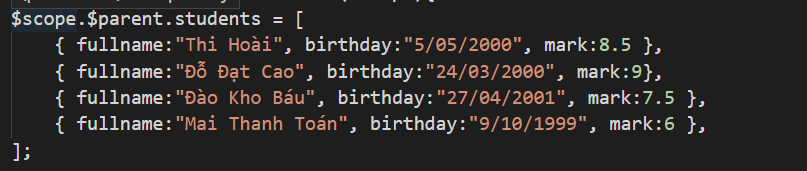 $scope.$parent.students = [
{ fullname:"Thi Hoài", birthday:"5/05/2000", mark:8.5 },
{ fullname:"Đỗ Đạt Cao", birthday:"24/03/2000", mark:9},
{ fullname:"Đào Kho Báu", birthday:"27/04/2001", mark:7.5 },
{ fullname:"Mai Thanh Toán", birthday:"9/10/1999", mark:6 },
];